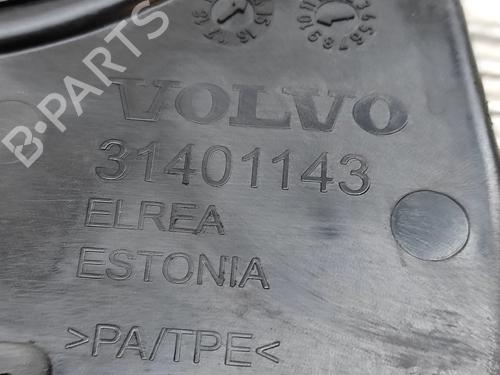 VOLVO
31401143
ELREA
ESTONIA
>PA/TPE<
B-PARTS